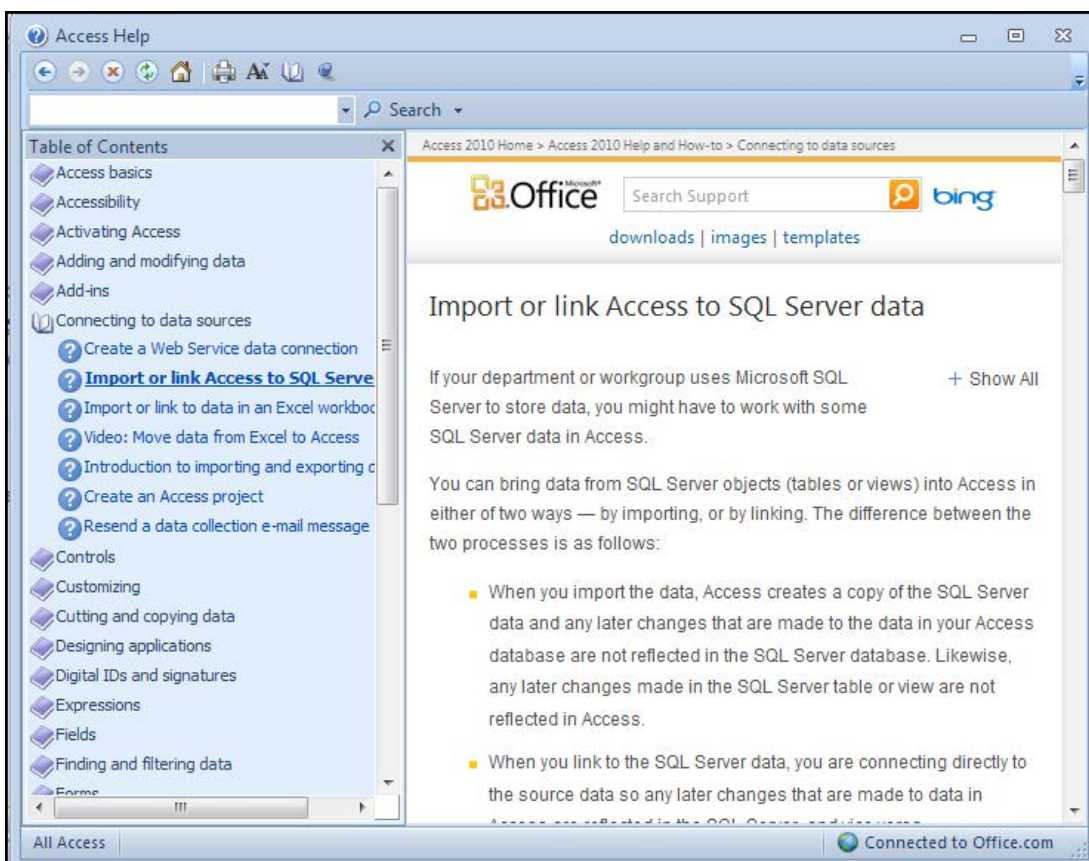 Access Help
Search
Table of Contents
Access basics
Accessibility
Activating Access
Adding and modifying data
Add-ins
Connecting to data sources
Create a Web Service data connection
Import or link Access to SQL Serve
Import or link to data in an Excel workboo
Video: Move data from Excel to Access
Introduction to importing and exporting d
Create an Access project
Resend a data collection e-mail message
Controls
Customizing
Cutting and copying data
Designing applications
Digital IDs and signatures
Expressions
Fields
Finding and filtering data
Forms
Access 2010 Home > Access 2010 Help and How-to > Connecting to data sources
Microsoft®
Office
Search Support
bing
downloads | images | templates
Import or link Access to SQL Server data
If your department or workgroup uses Microsoft SQL
+ Show All
Server to store data, you might have to work with some
SQL Server data in Access.
You can bring data from SQL Server objects (tables or views) into Access in
either of two ways — by importing, or by linking. The difference between the
two processes is as follows:
When you import the data, Access creates a copy of the SQL Server
data and any later changes that are made to the data in your Access
database are not reflected in the SQL Server database. Likewise,
any later changes made in the SQL Server table or view are not
reflected in Access.
When you link to the SQL Server data, you are connecting directly to
the source data so any later changes that are made to data in
Access are reflected in the SQL Server, and vice versa.
All Access
Connected to Office.com